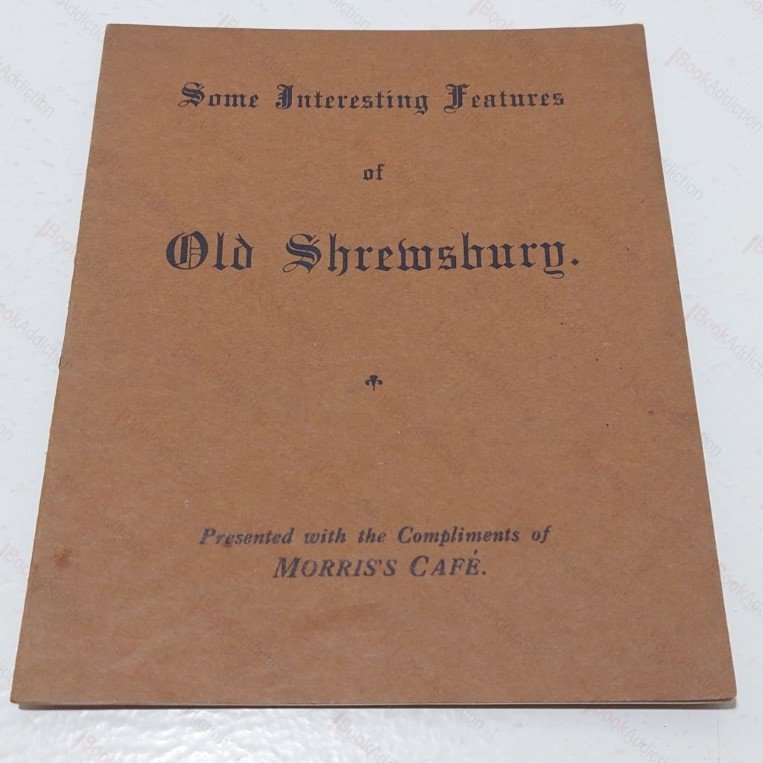 Some Interesting Features
of
Old Shrewsbury.
Presented with the Compliments of
MORRIS'S CAFÉ.